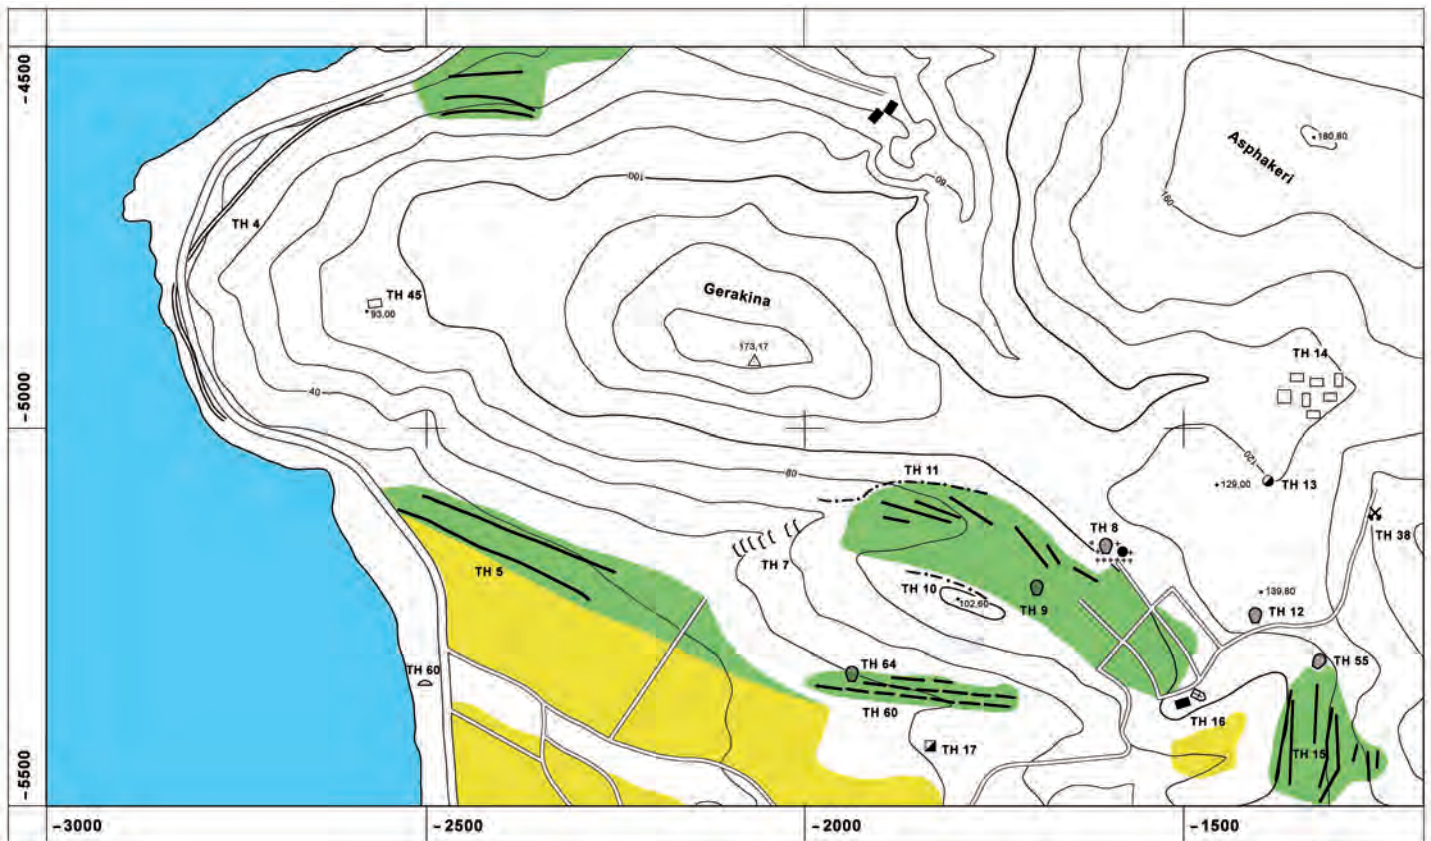 -4500
180,80
Asphakeri
60
100
160
TH 4
Gerakina
TH 45
93,00
173,17
TH 14
40
-5000
80
TH 11
120
129,00
TH 13
TH 8
TH 38
TH 5
TH 7
TH 10
102,60
TH 9
139,80
TH 12
TH 60
TH 64
TH 55
TH 60
TH 16
TH 17
TH 15
-5500
-3000
-2500
-2000
-1500